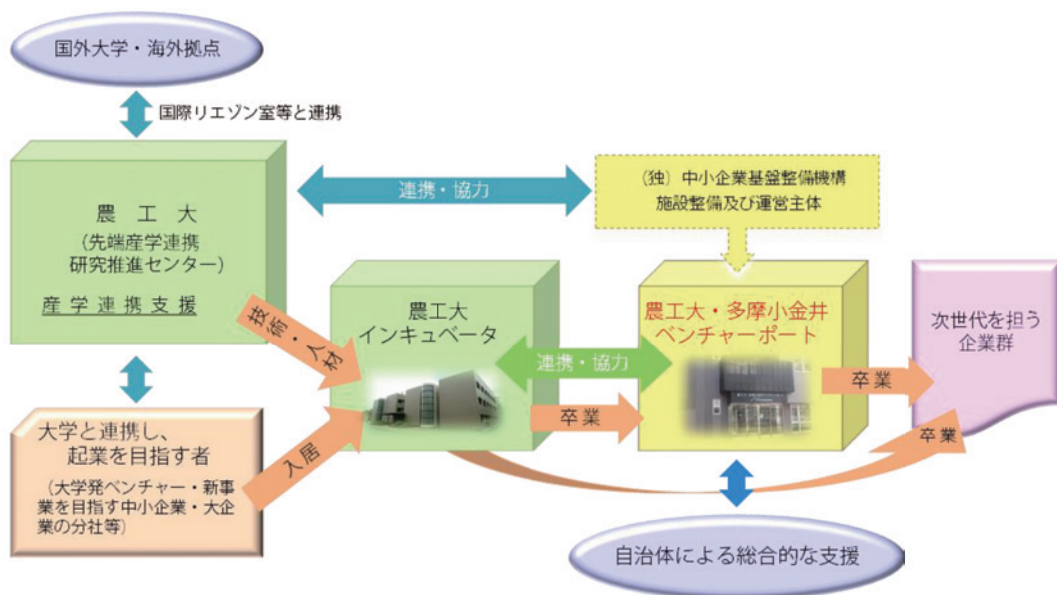 国外大学・海外拠点
国際リエゾン室等と連携
農工大
（先端産学連携
研究推進センター）
産学連携支援
連携・協力
（独）中小企業基盤整備機構
施設整備及び運営主体
技術・人材
農工大
インキュベータ
農工大・多摩小金井
ベンチャーポート
次世代を担う
企業群
連携・協力
卒業
卒業
卒業
大学と連携し、
起業を目指す者
（大学発ベンチャー・新事
業を目指す中小企業・大企
業の分社等）
入居
自治体による総合的な支援